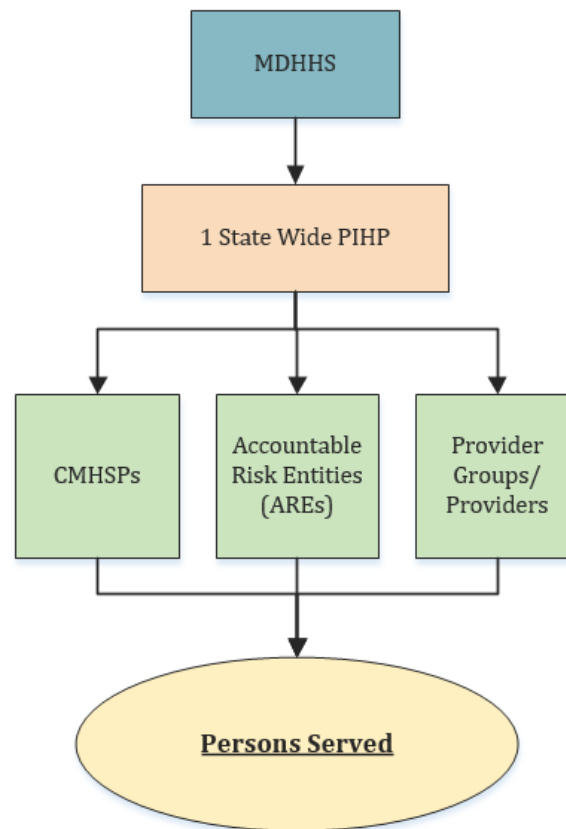 MDHHS
1 State Wide PIHP
CMHSPs
Accountable
Risk Entities
(AREs)
Provider
Groups/
Providers
Persons Served